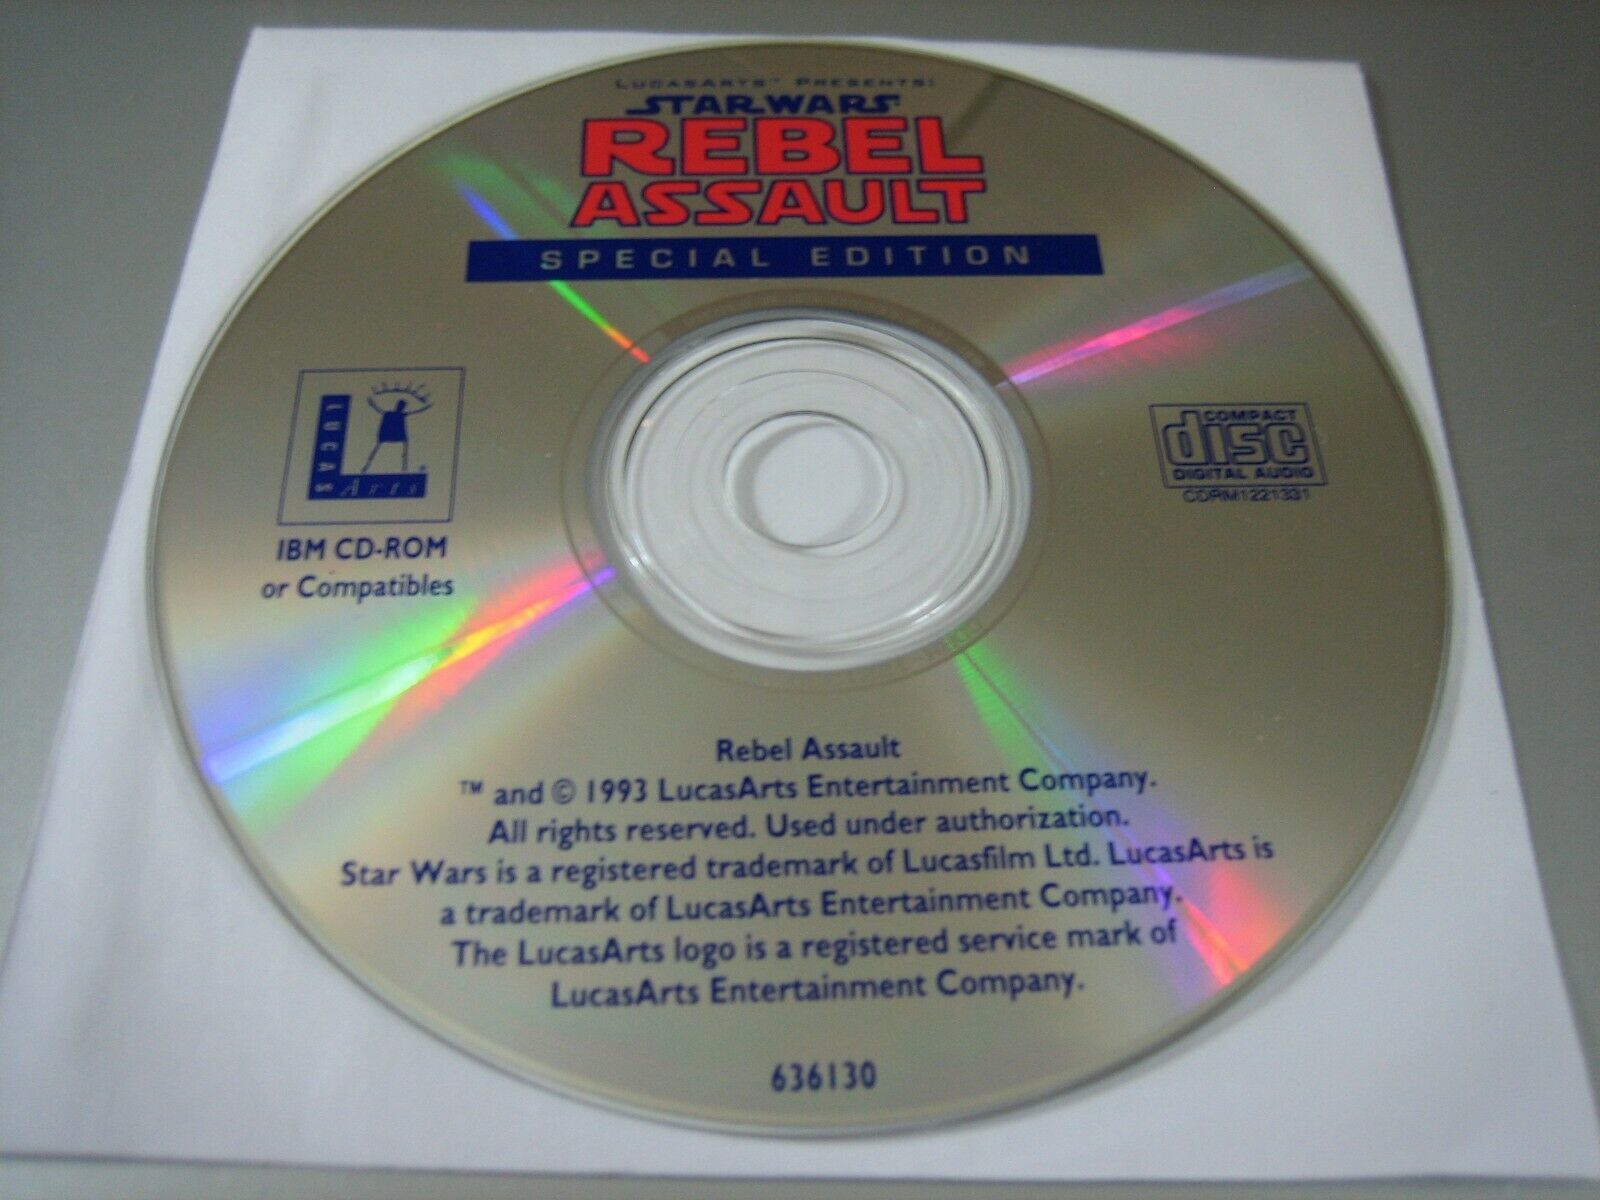 LUCASARTS™ PRESENTS:
STAR WARS
REBEL
ASSAULT
SPECIAL EDITION
LUCAS
Arts
®
IBM CD-ROM
or Compatibles
COMPACT
disc
DIGITAL AUDIO
CDRM1221331
Rebel Assault
™ and © 1993 LucasArts Entertainment Company.
All rights reserved. Used under authorization.
Star Wars is a registered trademark of Lucasfilm Ltd. LucasArts is
a trademark of LucasArts Entertainment Company.
The LucasArts logo is a registered service mark of
LucasArts Entertainment Company.
636130